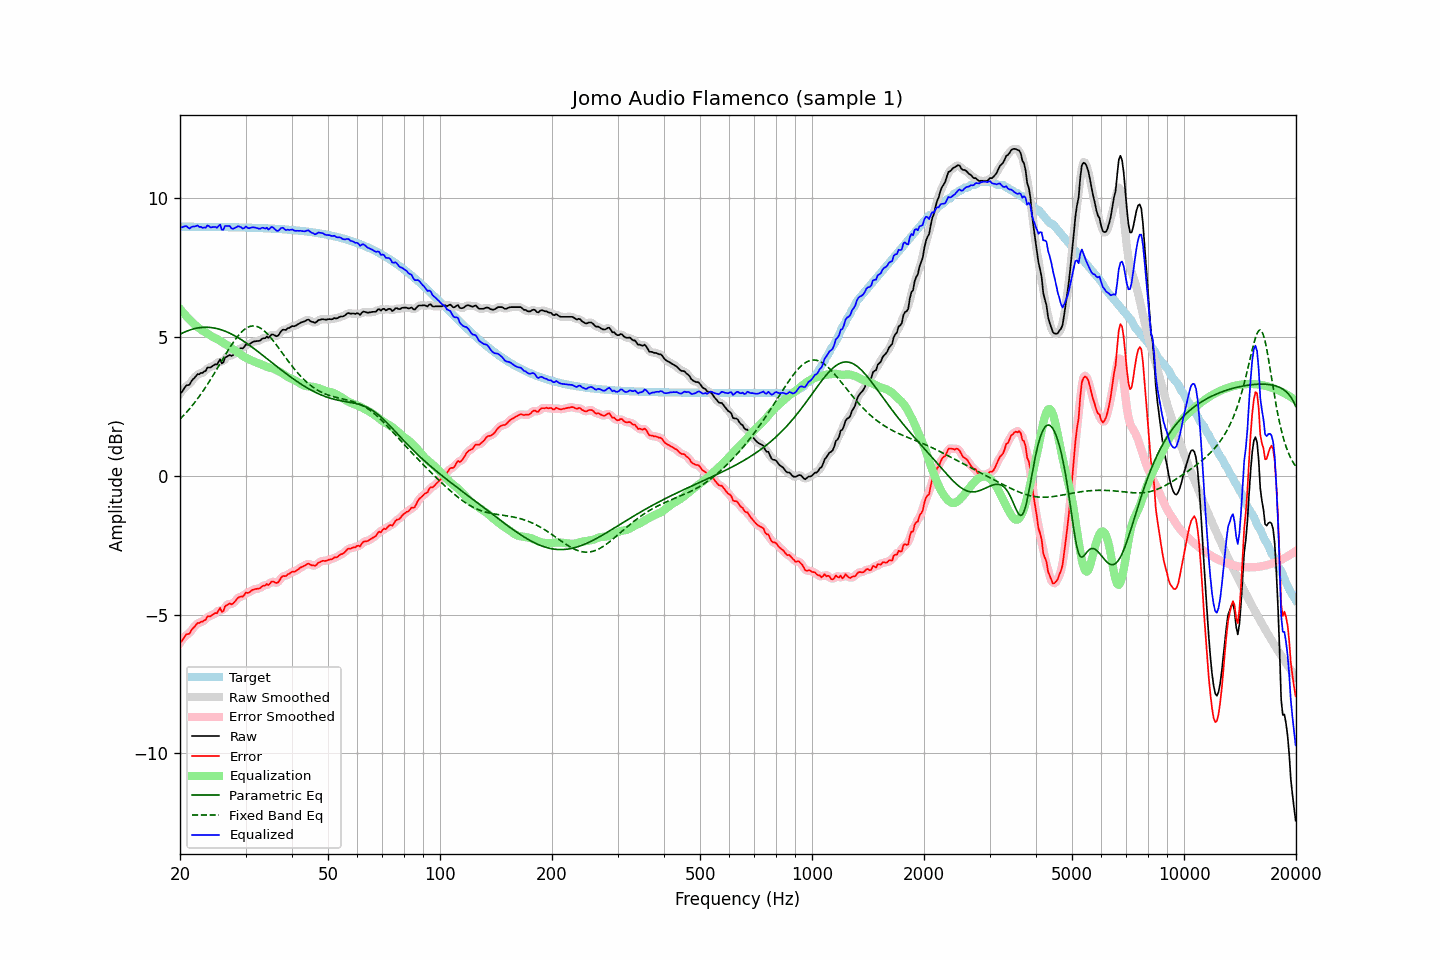 Jomo Audio Flamenco (sample 1)
Amplitude (dBr)
10
5
0
−5
−10
Target
Raw Smoothed
Error Smoothed
Raw
Error
Equalization
Parametric Eq
Fixed Band Eq
Equalized
20 50 100 200 500 1000 2000 5000 10000 20000
Frequency (Hz)